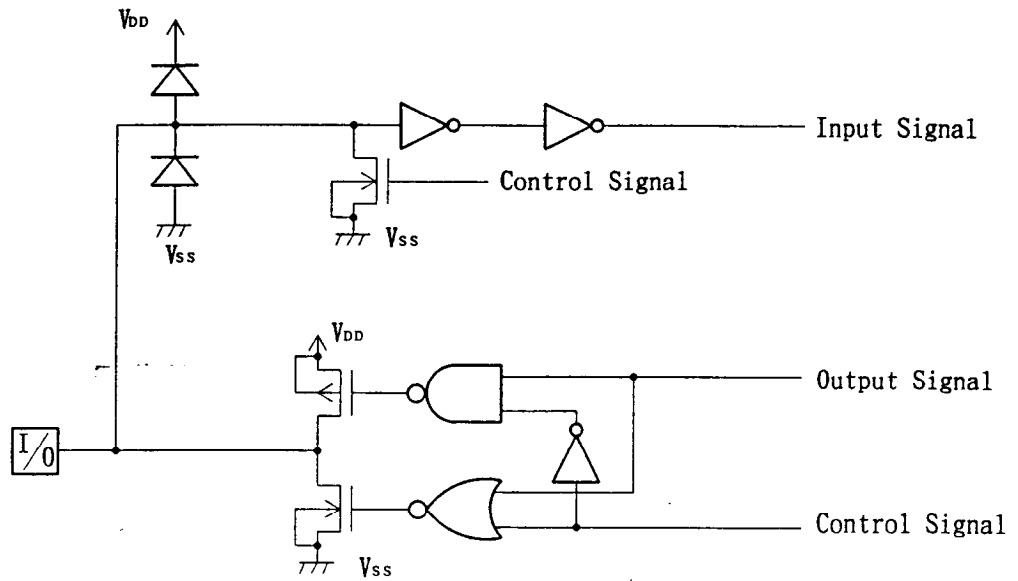 VDD
Input Signal
Control Signal
Vss
Vss
VDD
Output Signal
I/O
Control Signal
Vss